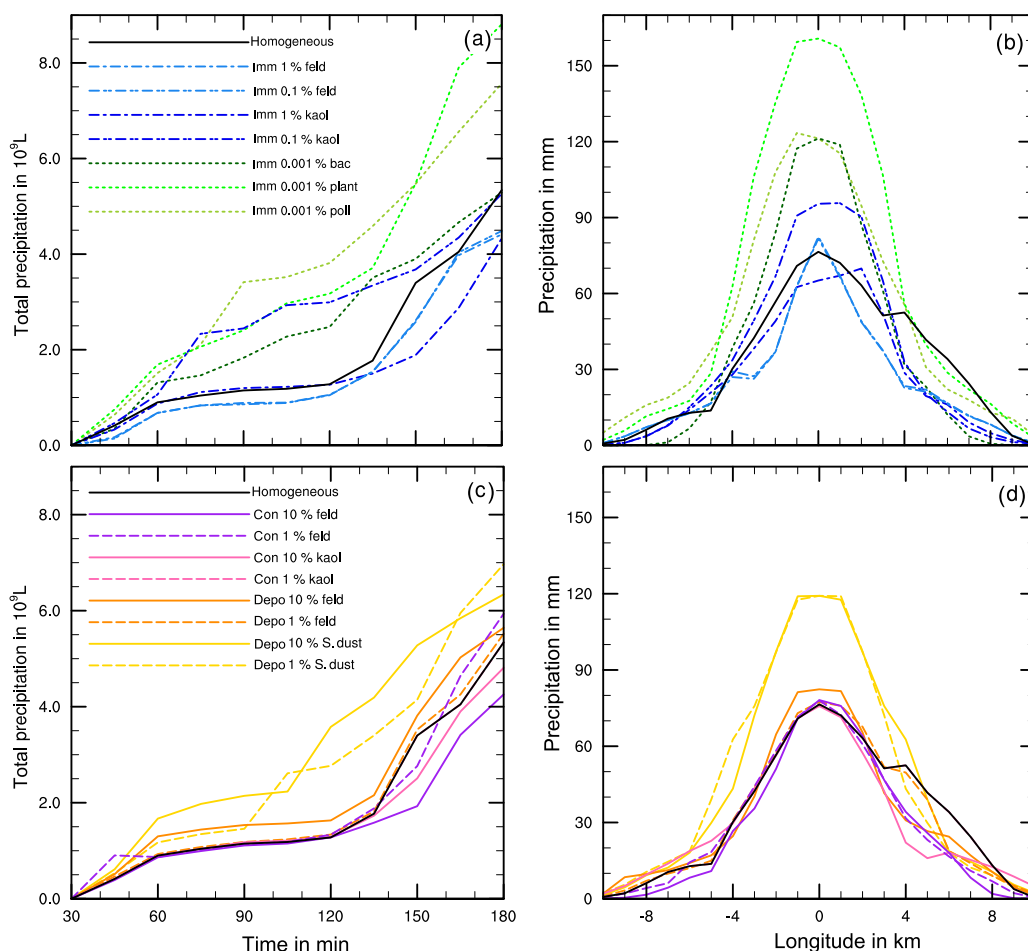 (a)
Total precipitation in 10⁹L
8.0
6.0
4.0
2.0
0.0
Homogeneous
Imm 1 % feld
Imm 0.1 % feld
Imm 1 % kaol
Imm 0.1 % kaol
Imm 0.001 % bac
Imm 0.001 % plant
Imm 0.001 % poll
(b)
Precipitation in mm
150
120
90
60
30
0
(c)
Total precipitation in 10⁹L
8.0
6.0
4.0
2.0
0.0
Homogeneous
Con 10 % feld
Con 1 % feld
Con 10 % kaol
Con 1 % kaol
Depo 10 % feld
Depo 1 % feld
Depo 10 % S. dust
Depo 1 % S. dust
30 60 90 120 150 180
Time in min
(d)
Precipitation in mm
150
120
90
60
30
0
-8 -4 0 4 8
Longitude in km